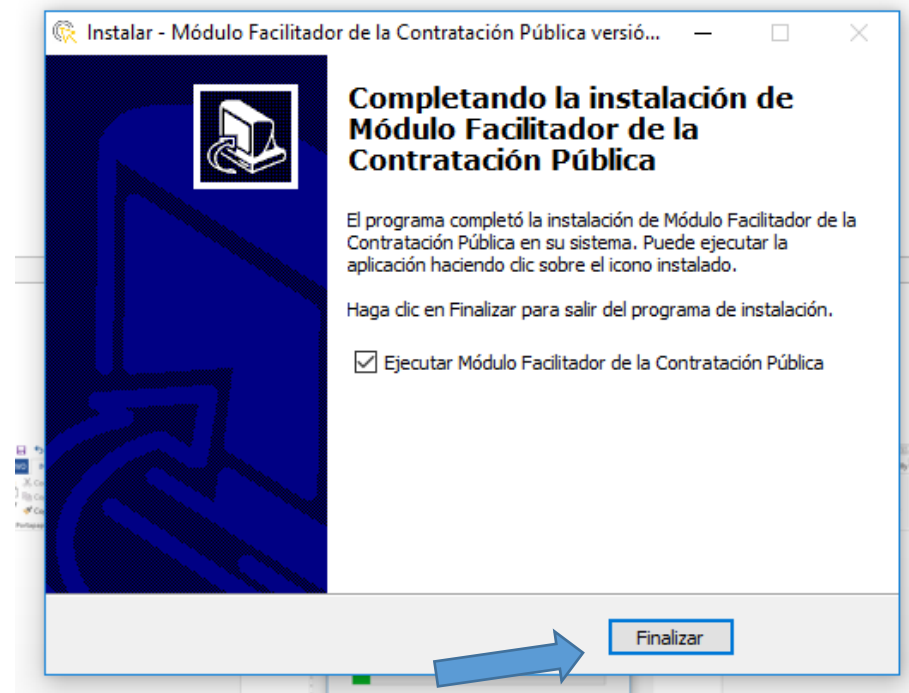 Instalar - Módulo Facilitador de la Contratación Pública versió...
Completando la instalación de
Módulo Facilitador de la
Contratación Pública
El programa completó la instalación de Módulo Facilitador de la
Contratación Pública en su sistema. Puede ejecutar la
aplicación haciendo clic sobre el icono instalado.
Haga clic en Finalizar para salir del programa de instalación.
Ejecutar Módulo Facilitador de la Contratación Pública
Finalizar